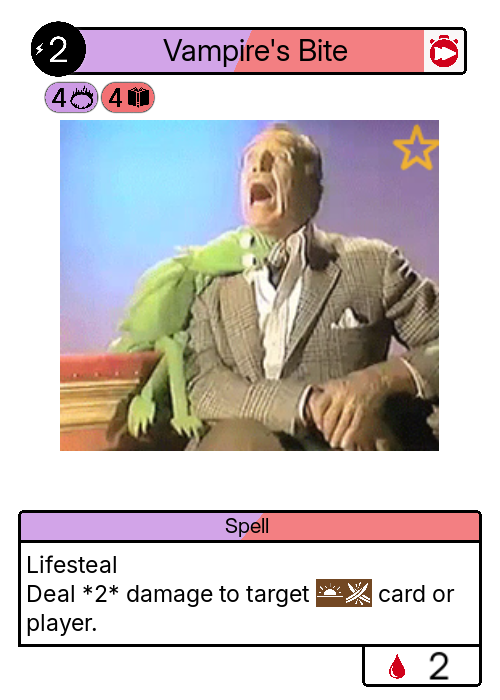 2
Vampire's Bite
4 4
Spell
Lifesteal
Deal *2* damage to target card or
player.
2